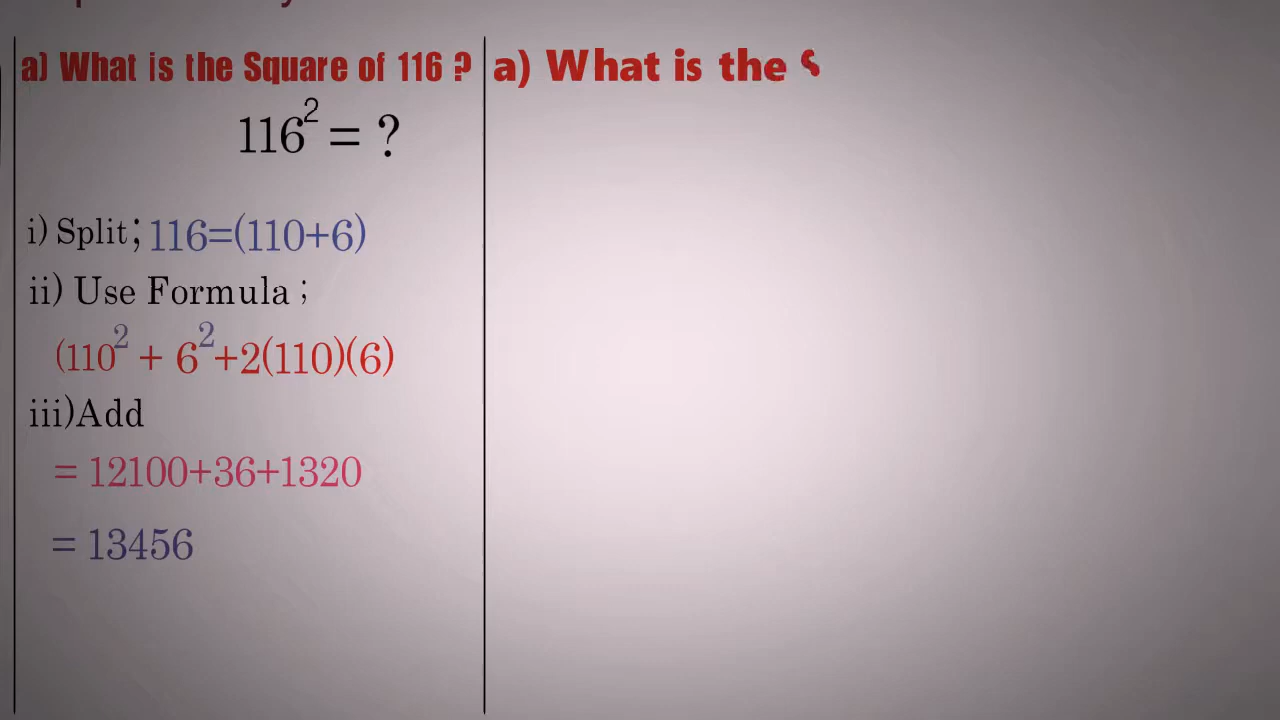 a) What is the Square of 116 ?
116² = ?
i) Split; 116=(110+6)
ii) Use Formula ;
(110² + 6²+2(110)(6)
iii)Add
= 12100+36+1320
= 13456
a) What is the